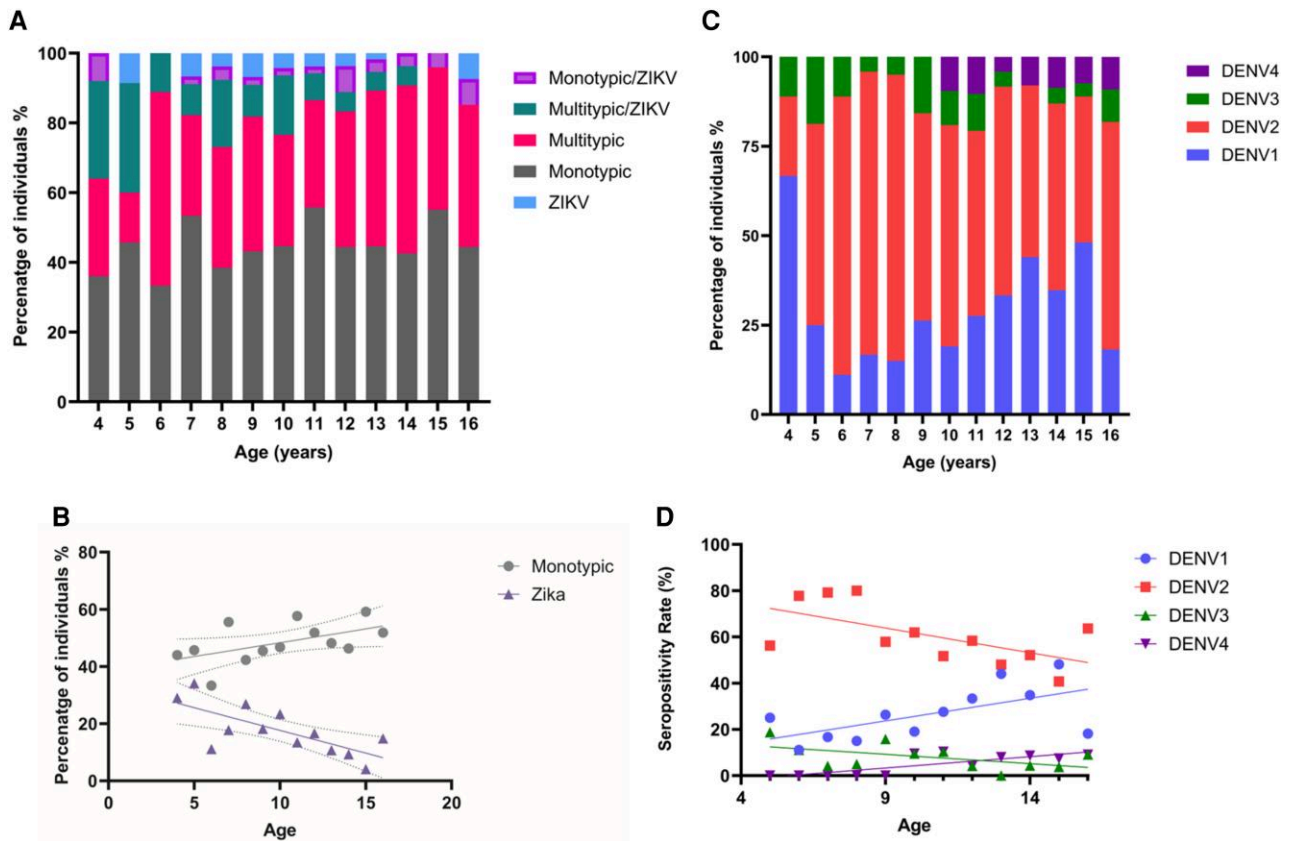 A
Percenatge of individuals %
100
80
60
40
20
0
4 5 6 7 8 9 10 11 12 13 14 15 16
Age (years)
Monotypic/ZIKV
Multitypic/ZIKV
Multitypic
Monotypic
ZIKV
C
Percentage of individuals %
100
75
50
25
0
4 5 6 7 8 9 10 11 12 13 14 15 16
Age (years)
DENV4
DENV3
DENV2
DENV1
B
Percenatge of individuals %
80
60
40
20
0
0 5 10 15 20
Age
Monotypic
Zika
D
Seropositivity Rate (%)
100
80
60
40
20
0
4 9 14
Age
DENV1
DENV2
DENV3
DENV4